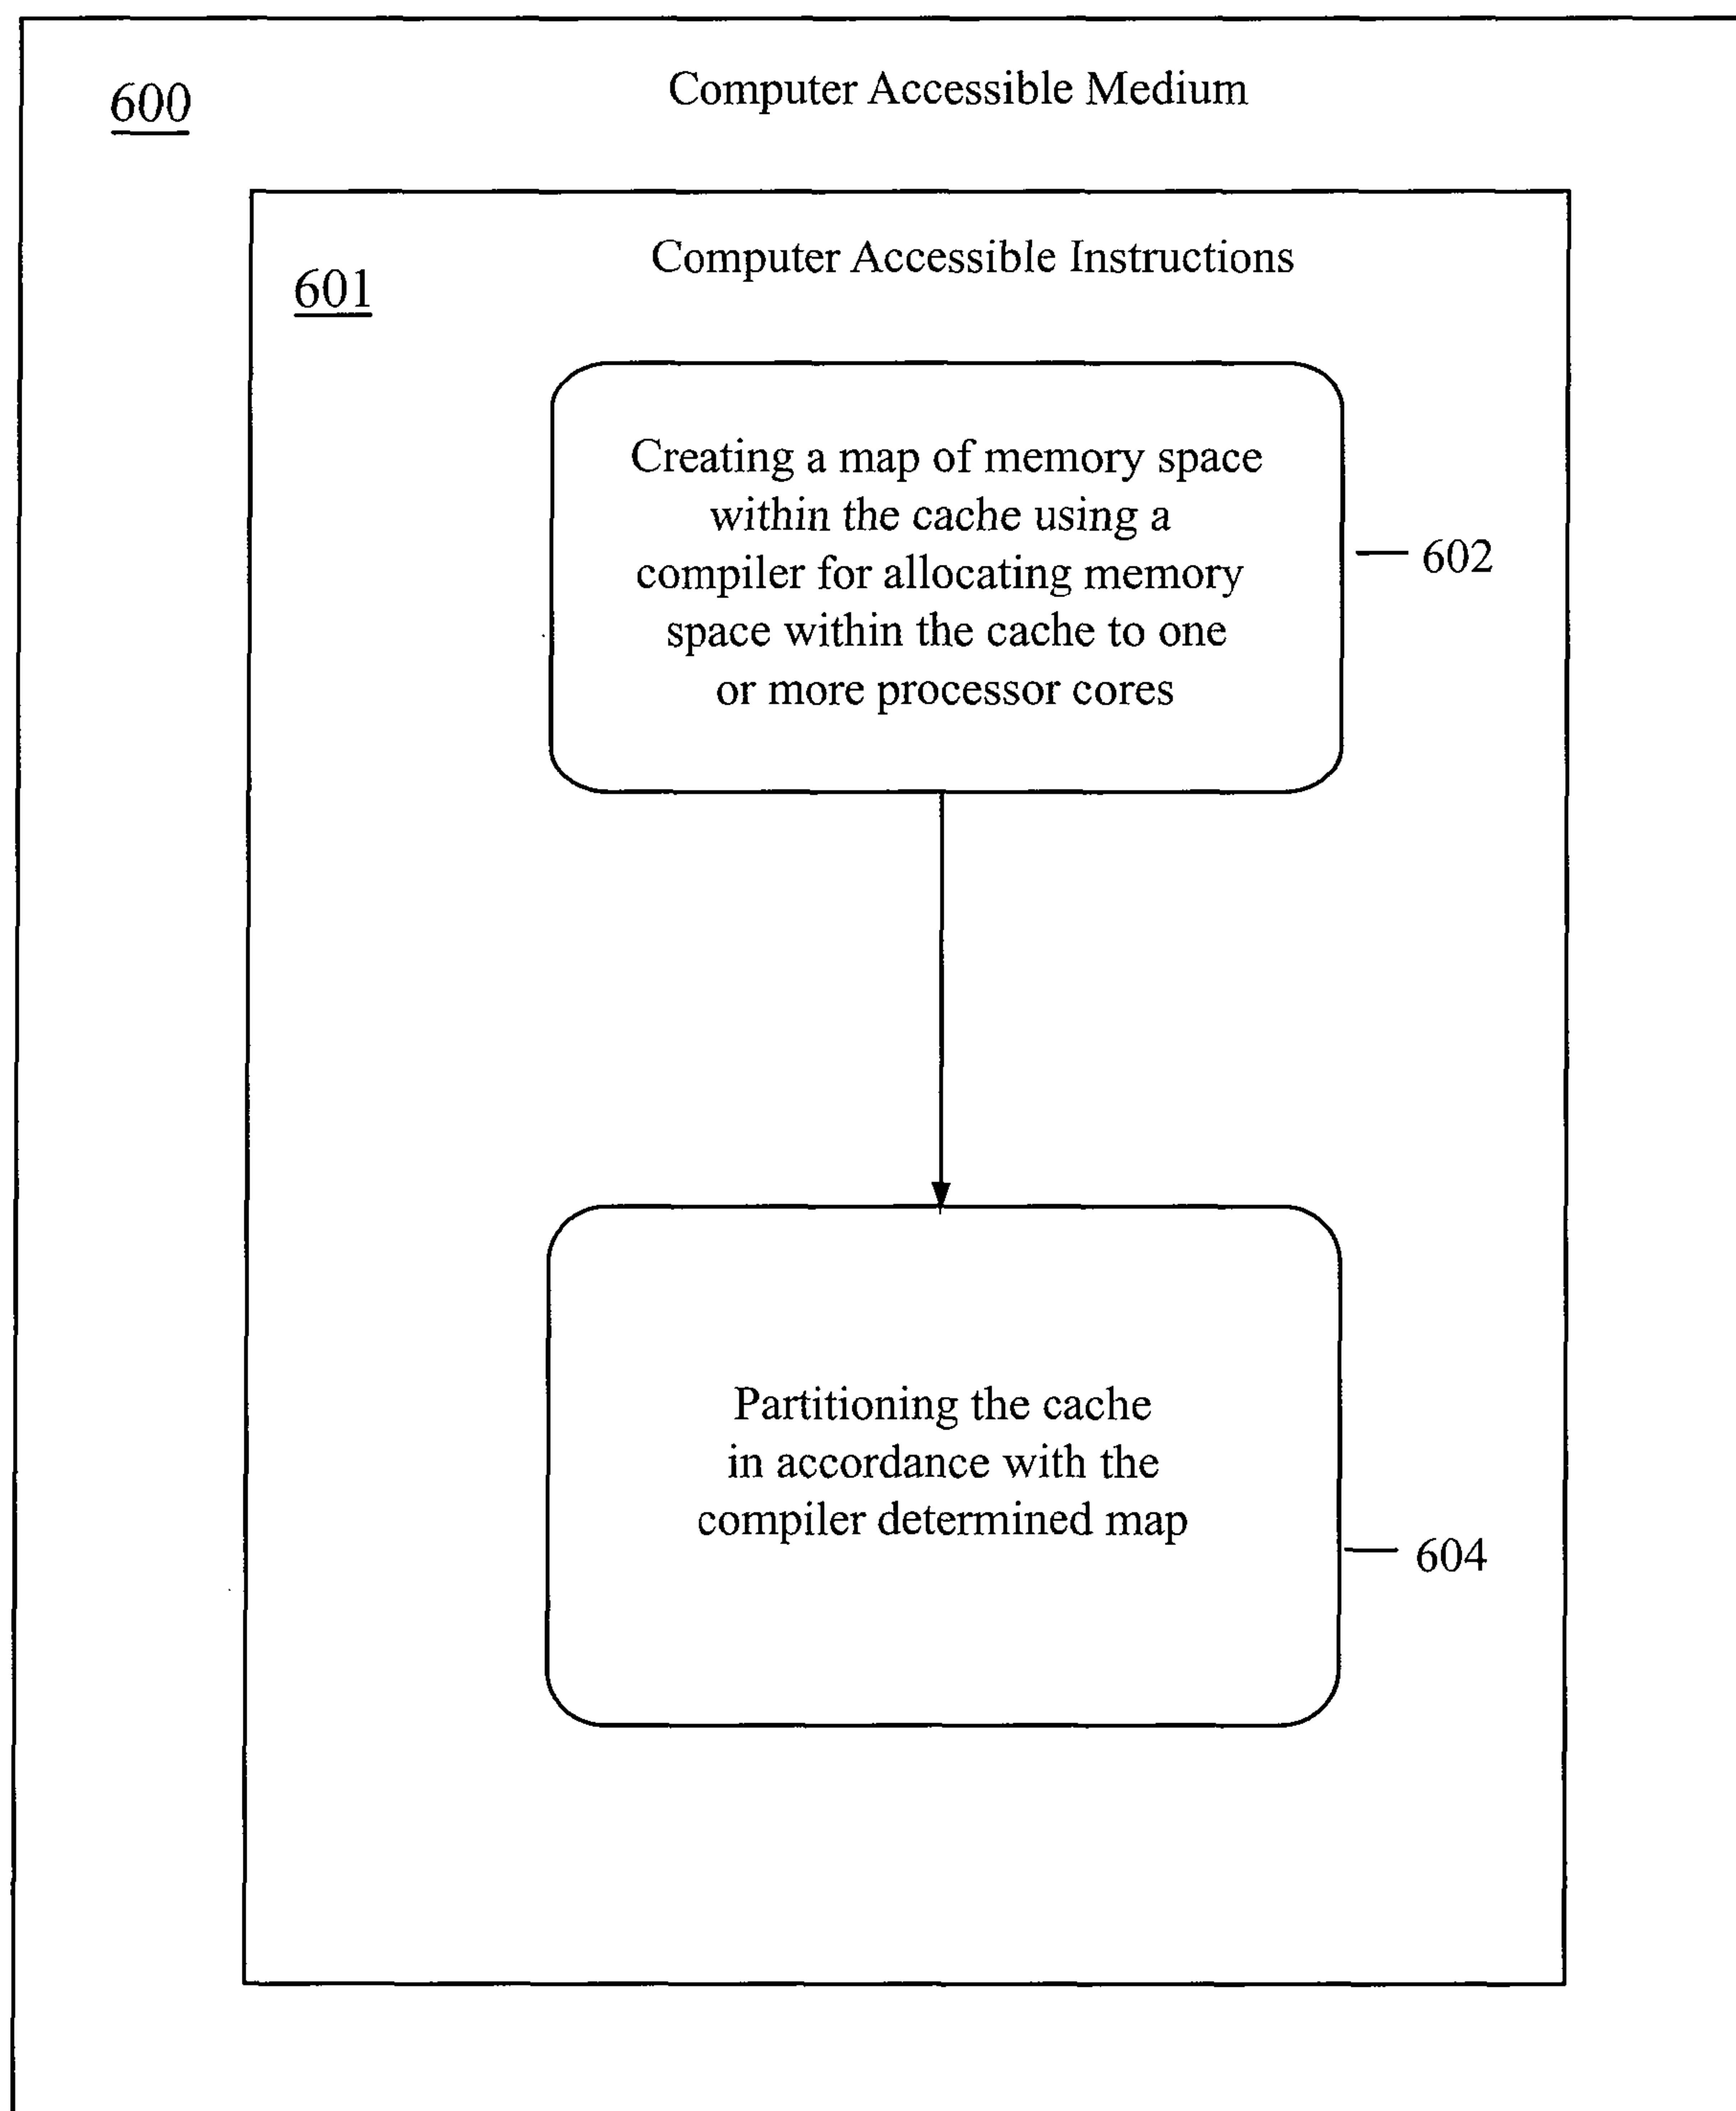 600
Computer Accessible Medium
601
Computer Accessible Instructions
Creating a map of memory space
within the cache using a
compiler for allocating memory
space within the cache to one
or more processor cores
602
Partitioning the cache
in accordance with the
compiler determined map
604